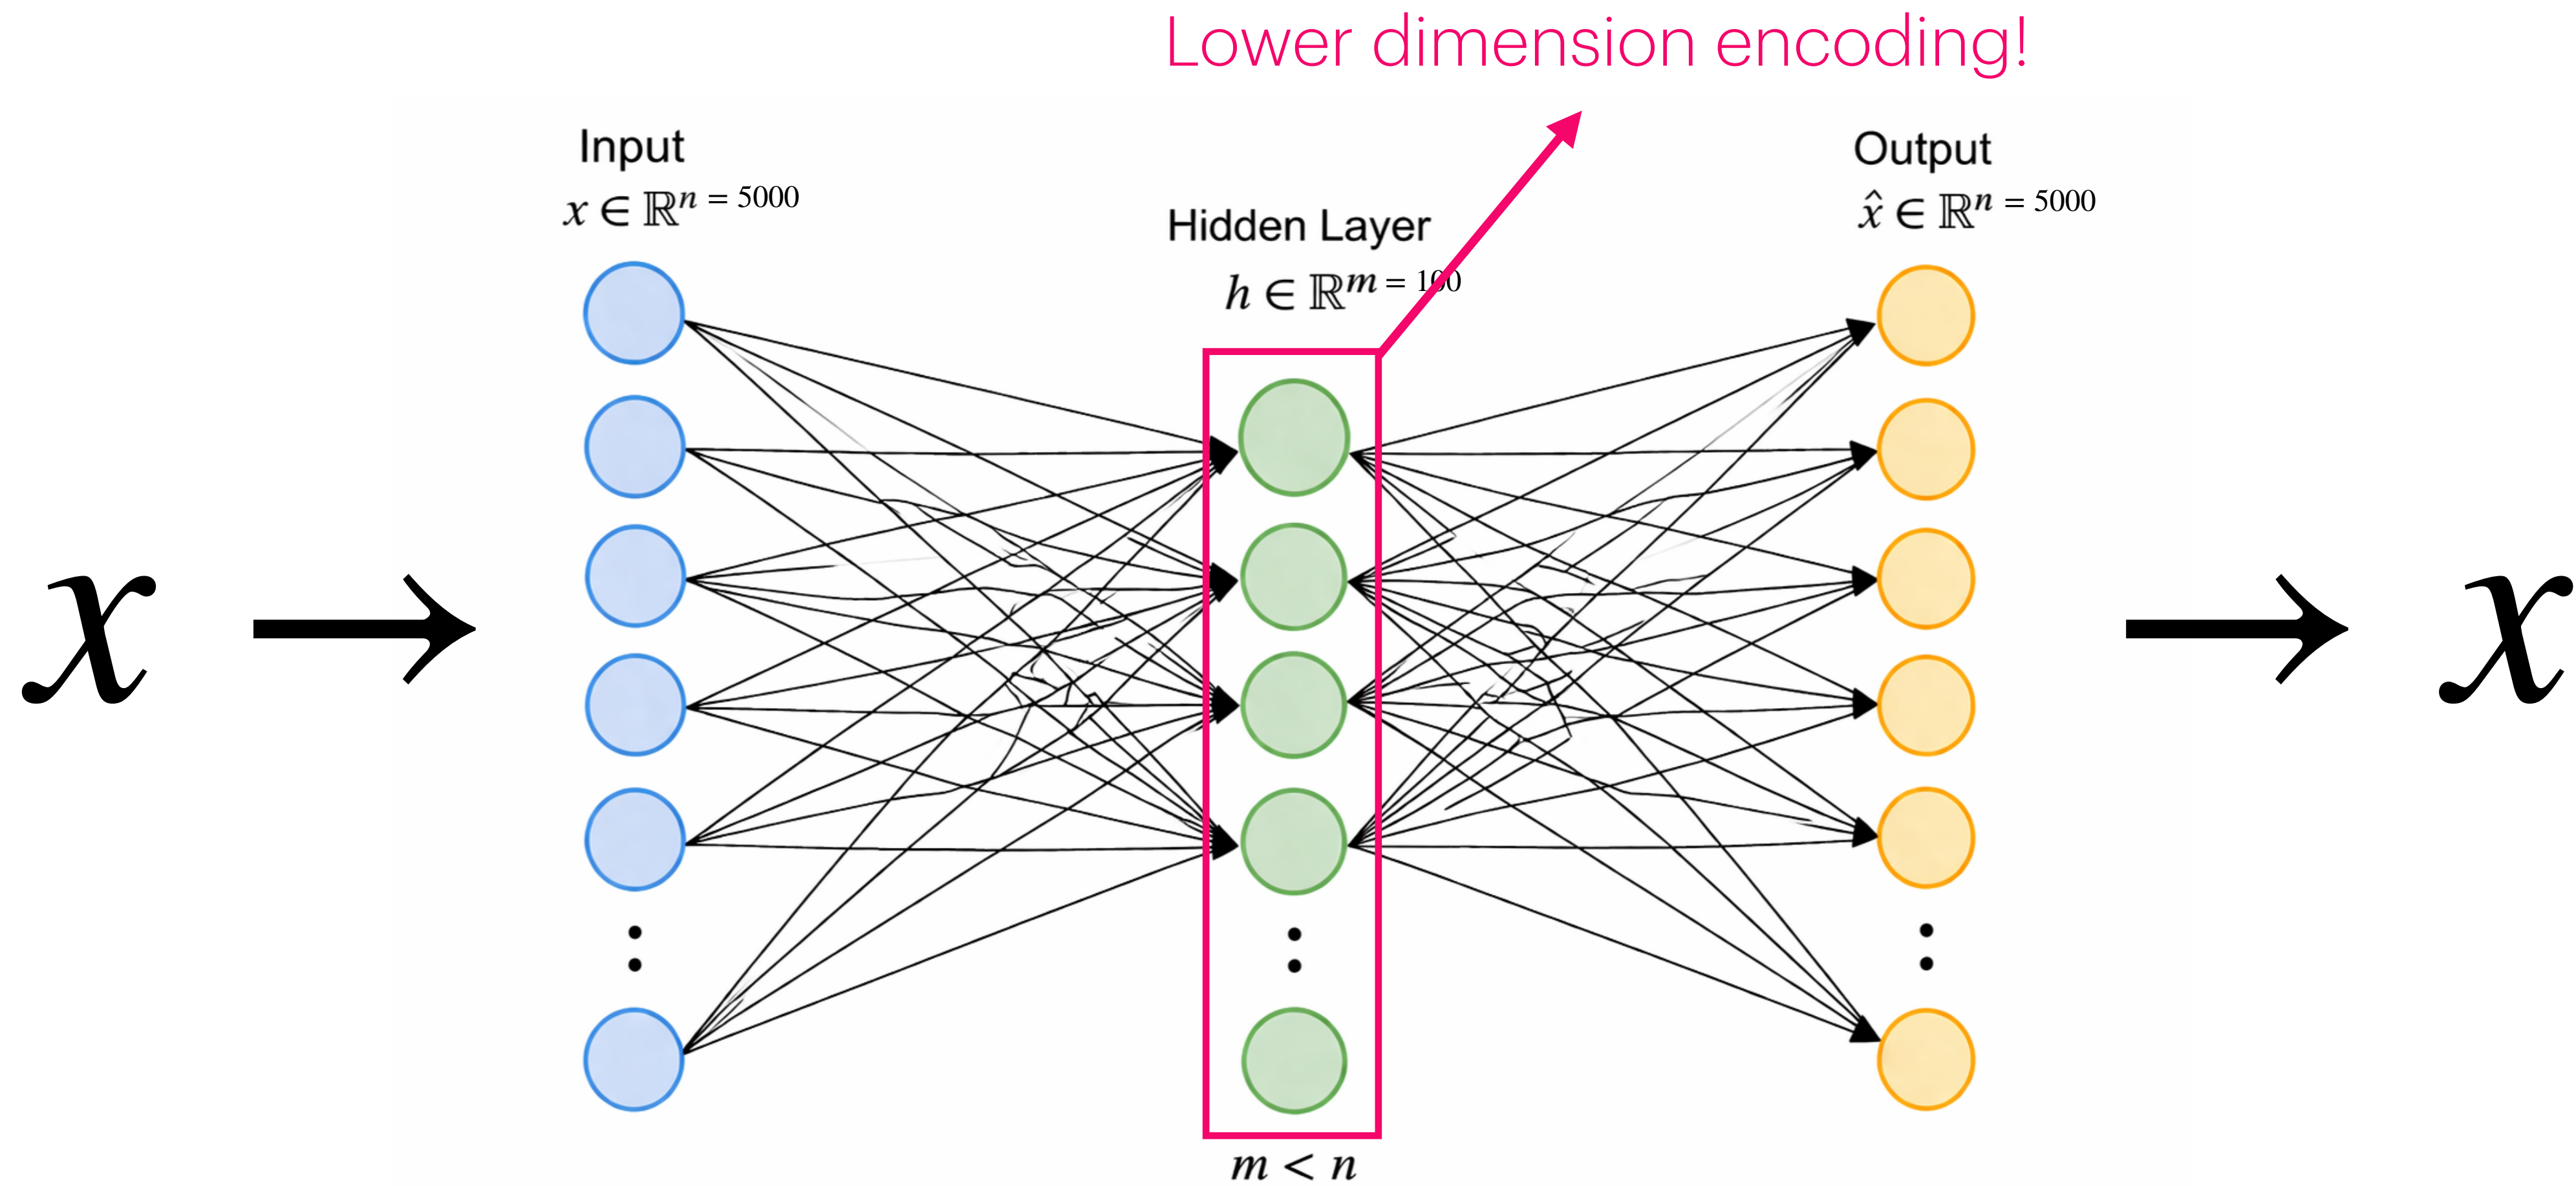 Lower dimension encoding!
Input
x ∈ ℝⁿ = 5000
Hidden Layer
h ∈ ℝᵐ = 100
Output
x̂ ∈ ℝⁿ = 5000
x →
→ x
m < n